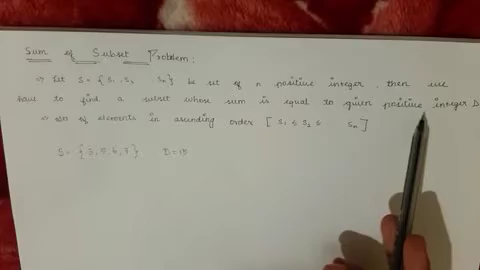 Sum of Subset Problem:
⇒ Let S = { S1 .. S2 Sn} be set of n positive integer, then we
have to find a subset whose sum is equal to given positive integer D
⇒ set of elements in ascending order [ S1 ≤ S2 ≤ Sn ]
S = { 3, 5, 6, 7 } D = 15